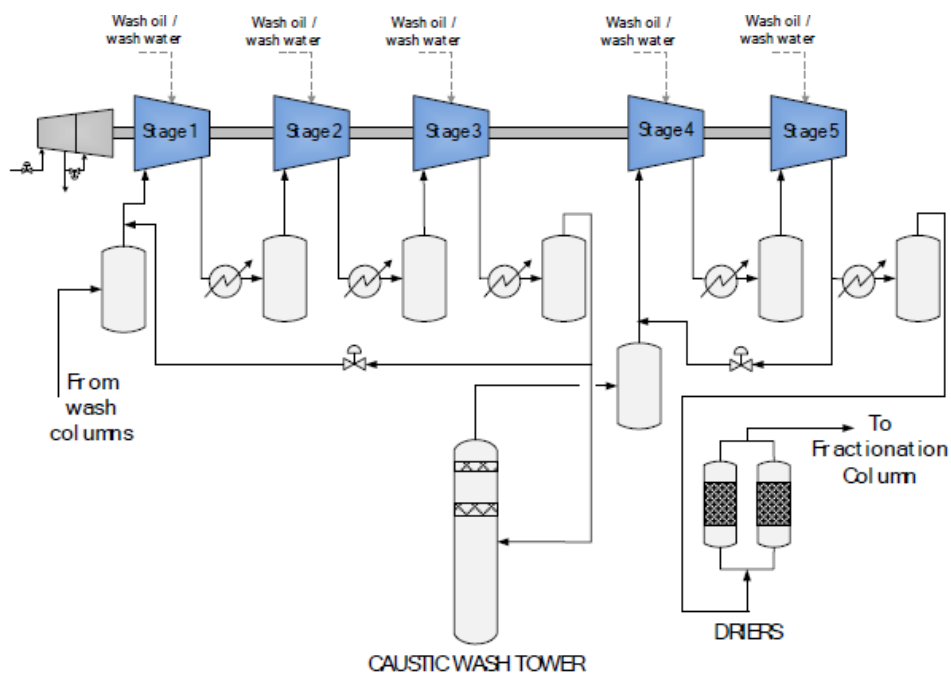 Wash oil /
wash water
Wash oil /
wash water
Wash oil /
wash water
Wash oil /
wash water
Wash oil /
wash water
Stage 1
Stage 2
Stage 3
Stage 4
Stage 5
From
wash
columns
To
Fractionation
Column
DRIERS
CAUSTIC WASH TOWER